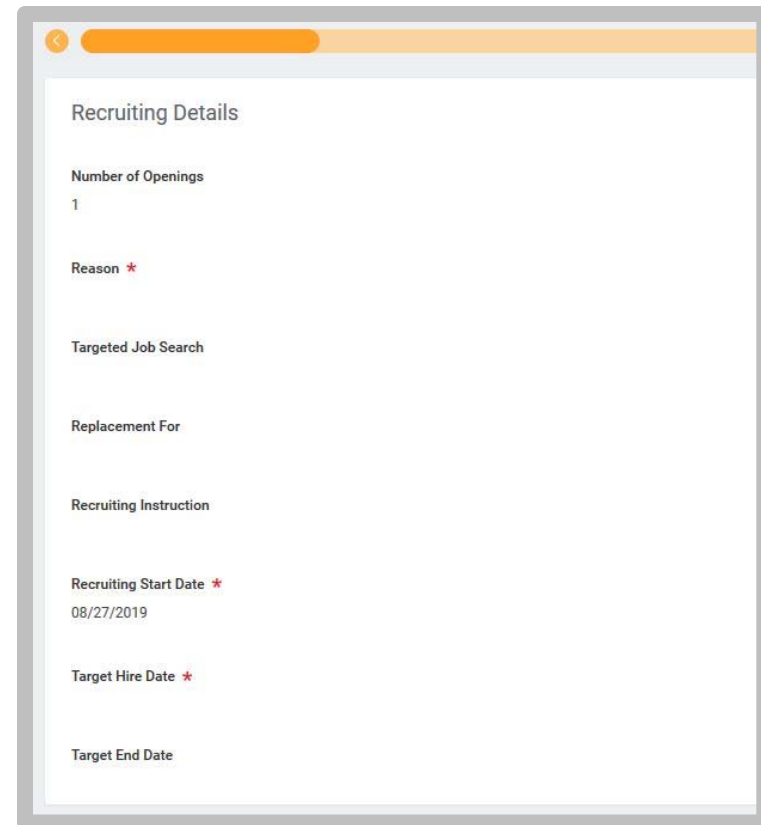 Recruiting Details
Number of Openings
1
Reason *
Targeted Job Search
Replacement For
Recruiting Instruction
Recruiting Start Date *
08/27/2019
Target Hire Date *
Target End Date